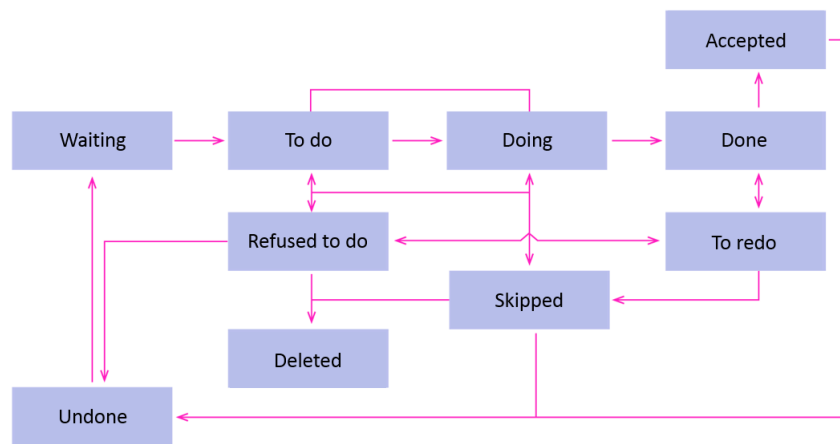 Accepted
Waiting
To do
Doing
Done
Refused to do
To redo
Skipped
Deleted
Undone